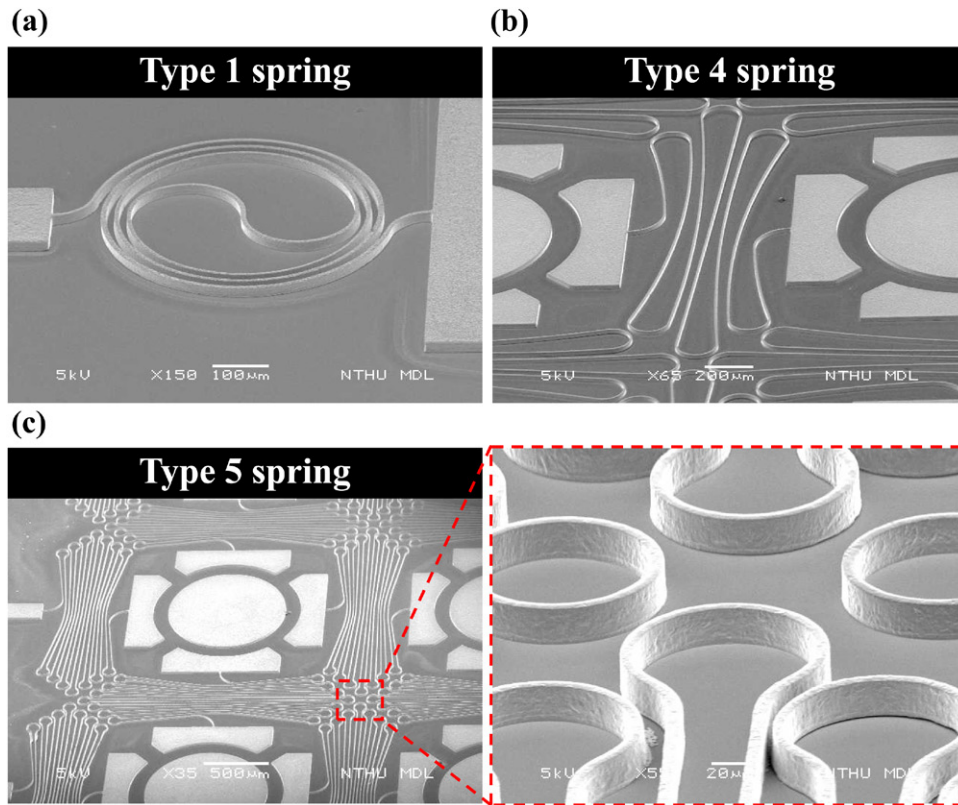 (a)
Type 1 spring
5kV X150 100μm NTHU MDL
(b)
Type 4 spring
5kV X65 200μm NTHU MDL
(c)
Type 5 spring
5kV X35 500μm NTHU MDL
5kV 20μm NTHU MDL